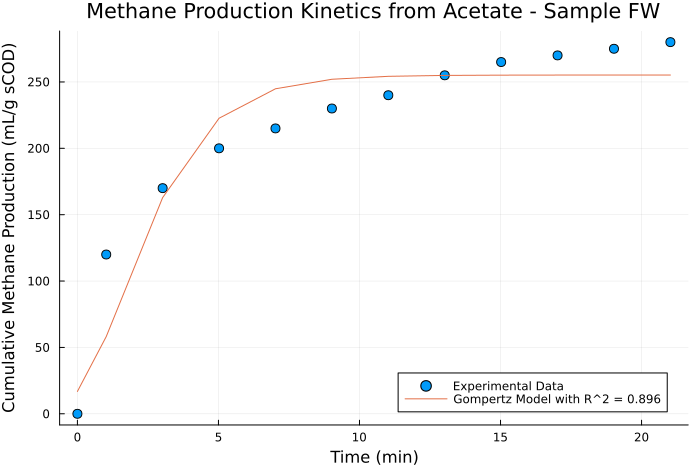 Methane Production Kinetics from Acetate - Sample FW
Cumulative Methane Production (mL/g sCOD)
250
200
150
100
50
0
0
5
10
15
20
Time (min)
Experimental Data
Gompertz Model with R^2 = 0.896